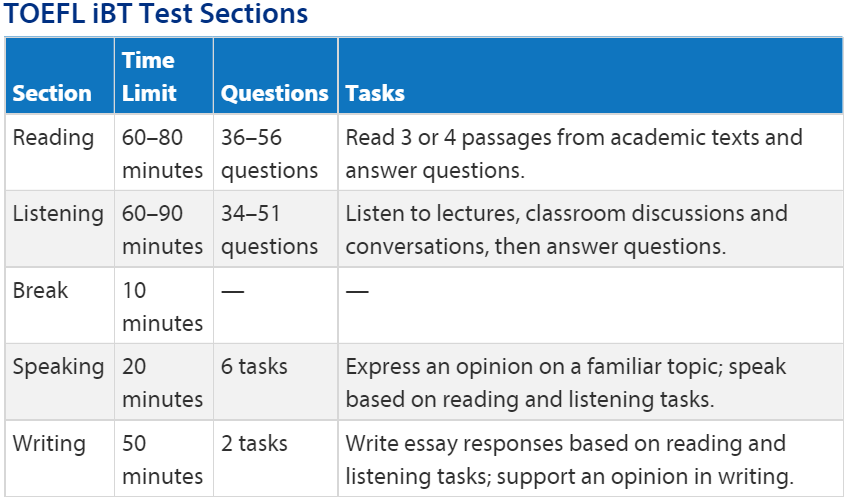 TOEFL iBT Test Sections
Time
Section Limit Questions Tasks
Reading 60–80 36–56 Read 3 or 4 passages from academic texts and
minutes questions answer questions.
Listening 60–90 34–51 Listen to lectures, classroom discussions and
minutes questions conversations, then answer questions.
Break 10 — —
minutes
Speaking 20 6 tasks Express an opinion on a familiar topic; speak
minutes based on reading and listening tasks.
Writing 50 2 tasks Write essay responses based on reading and
minutes listening tasks; support an opinion in writing.